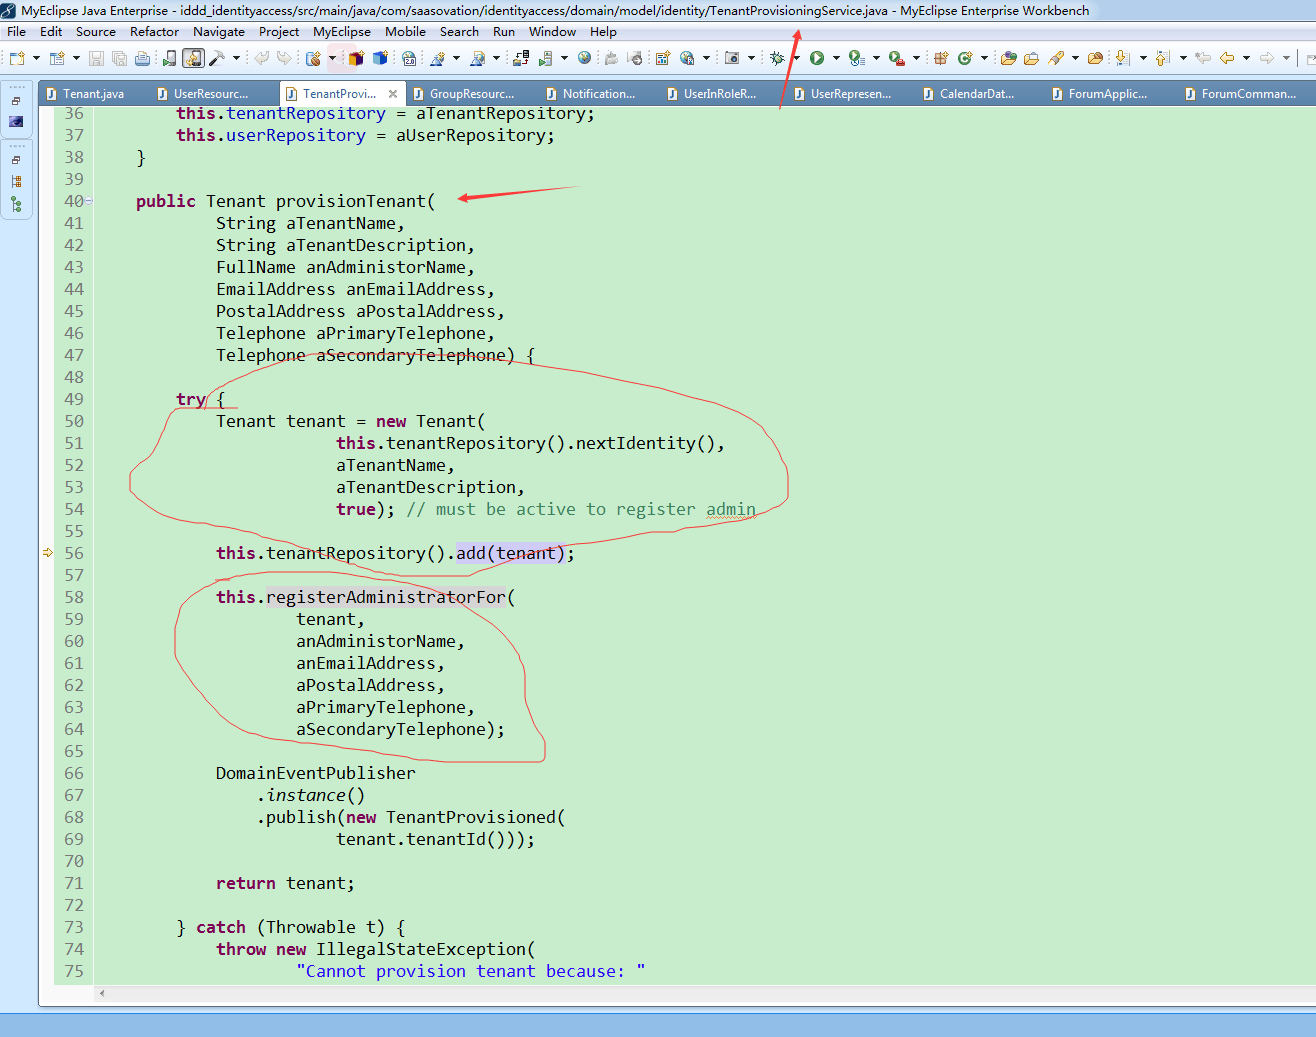 MyEclipse Java Enterprise - iddd_identityaccess/src/main/java/com/saasovation/identityaccess/domain/model/identity/TenantProvisioningService.java - MyEclipse Enterprise Workbench
File Edit Source Refactor Navigate Project MyEclipse Mobile Search Run Window Help
Tenant.java UserResourc... TenantProvi... GroupResourc... Notification... UserInRoleR... UserRepresen... CalendarDat... ForumApplic... ForumComman...
36 this.tenantRepository = aTenantRepository;
37 this.userRepository = aUserRepository;
38 }
39
40 public Tenant provisionTenant(
41 String aTenantName,
42 String aTenantDescription,
43 FullName anAdministorName,
44 EmailAddress anEmailAddress,
45 PostalAddress aPostalAddress,
46 Telephone aPrimaryTelephone,
47 Telephone aSecondaryTelephone) {
48
49 try {
50 Tenant tenant = new Tenant(
51 this.tenantRepository().nextIdentity(),
52 aTenantName,
53 aTenantDescription,
54 true); // must be active to register admin
55
56 this.tenantRepository().add(tenant);
57
58 this.registerAdministratorFor(
59 tenant,
60 anAdministorName,
61 anEmailAddress,
62 aPostalAddress,
63 aPrimaryTelephone,
64 aSecondaryTelephone);
65
66 DomainEventPublisher
67 .instance()
68 .publish(new TenantProvisioned(
69 tenant.tenantId()));
70
71 return tenant;
72
73 } catch (Throwable t) {
74 throw new IllegalStateException(
75 "Cannot provision tenant because: "